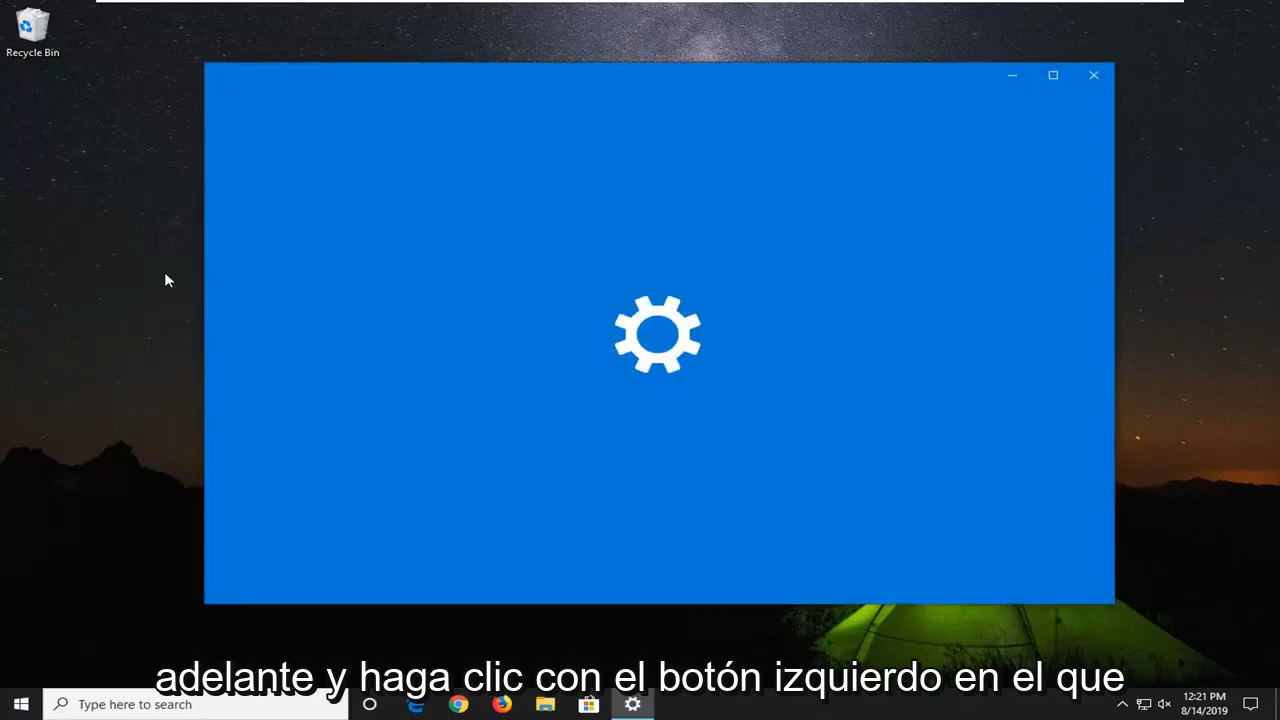 Recycle Bin
adelante y haga clic con el botón izquierdo en el que
Type here to search
12:21 PM
8/14/2019